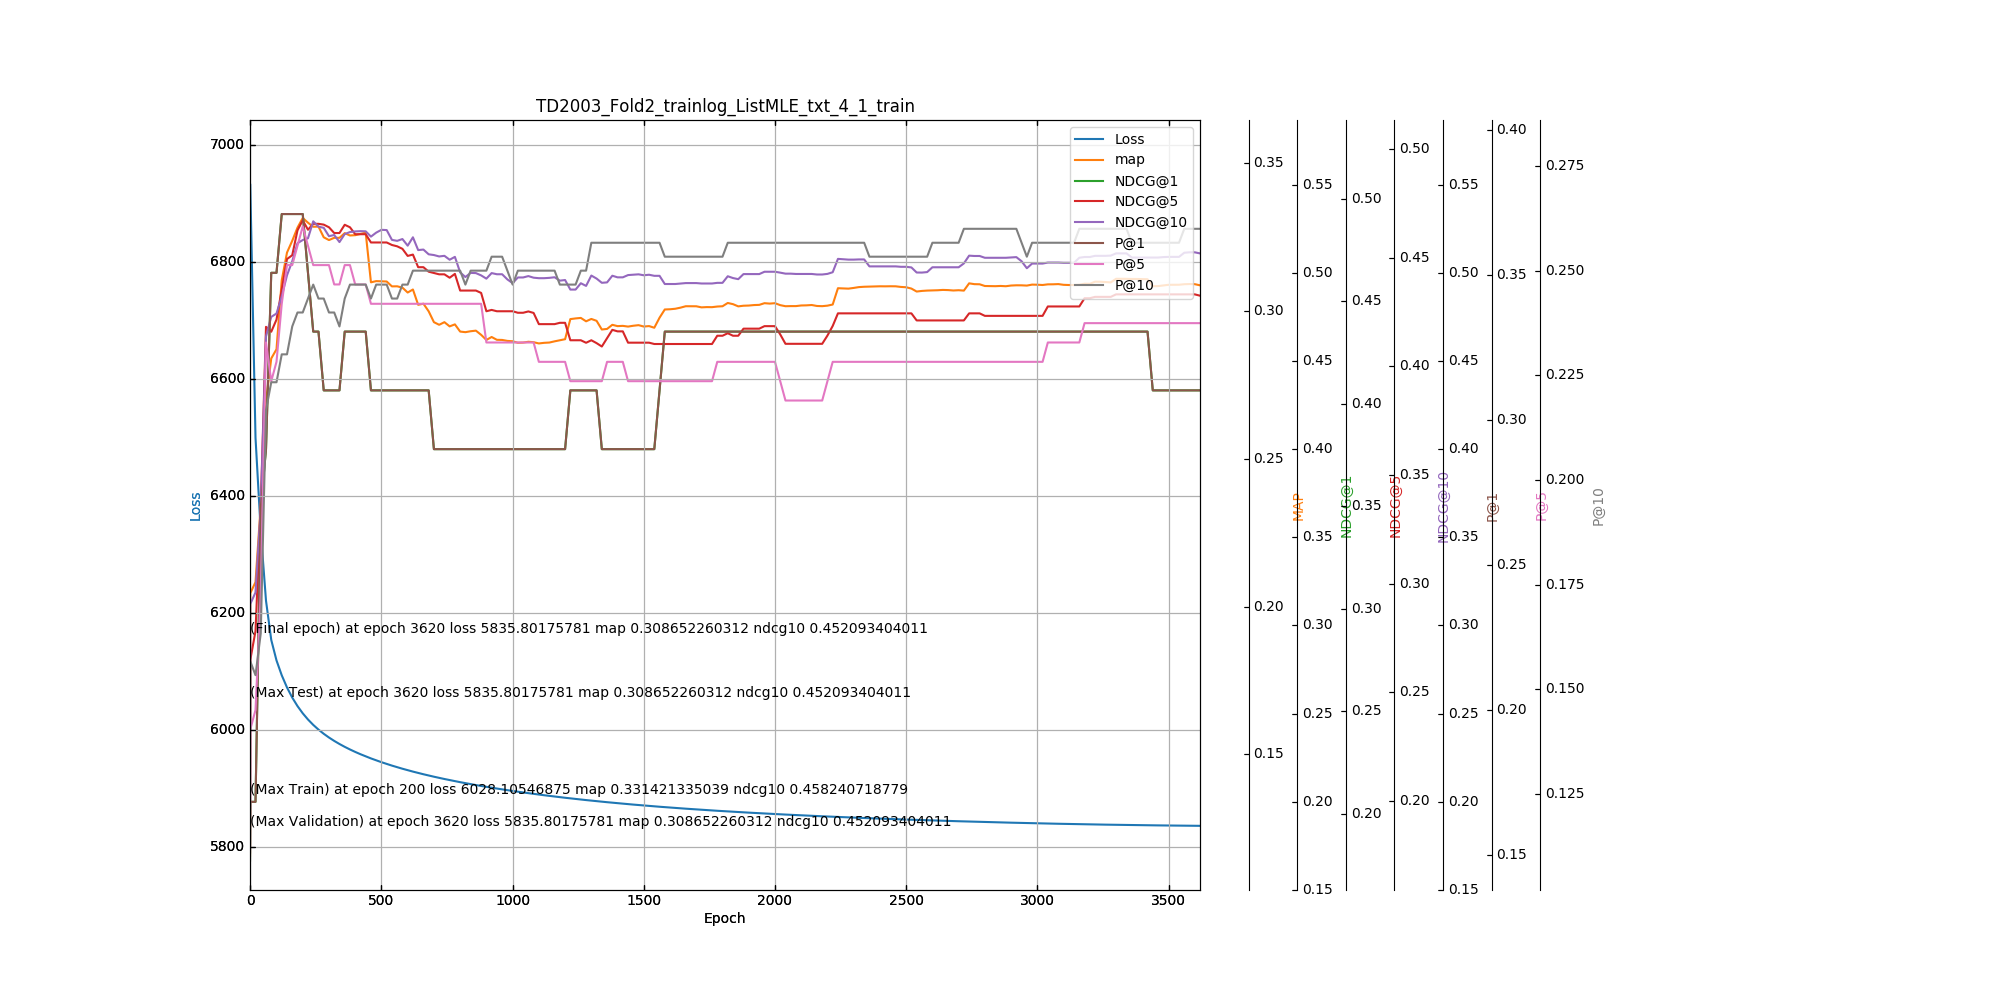 TD2003_Fold2_trainlog_ListMLE_txt_4_1_train
7000
6800
6600
6400
6200
6000
5800
Loss
0
500
1000
1500
2000
2500
3000
3500
Epoch
Loss
map
NDCG@1
NDCG@5
NDCG@10
P@1
P@5
P@10
(Final epoch) at epoch 3620 loss 5835.80175781 map 0.308652260312 ndcg10 0.452093404011
(Max Test) at epoch 3620 loss 5835.80175781 map 0.308652260312 ndcg10 0.452093404011
(Max Train) at epoch 200 loss 6028.10546875 map 0.331421335039 ndcg10 0.458240718779
(Max Validation) at epoch 3620 loss 5835.80175781 map 0.308652260312 ndcg10 0.452093404011
0.35
0.30
0.25
0.20
0.15
MAP
0.55
0.50
0.45
0.40
0.35
0.30
0.25
0.20
0.15
NDCG@1
0.50
0.45
0.40
0.35
0.30
0.25
0.20
NDCG@5
0.50
0.45
0.40
0.35
0.30
0.25
0.20
NDCG@10
0.55
0.50
0.45
0.40
0.35
0.30
0.25
0.20
0.15
P@1
0.40
0.35
0.30
0.25
0.20
0.15
P@5
0.275
0.250
0.225
0.200
0.175
0.150
0.125
P@10